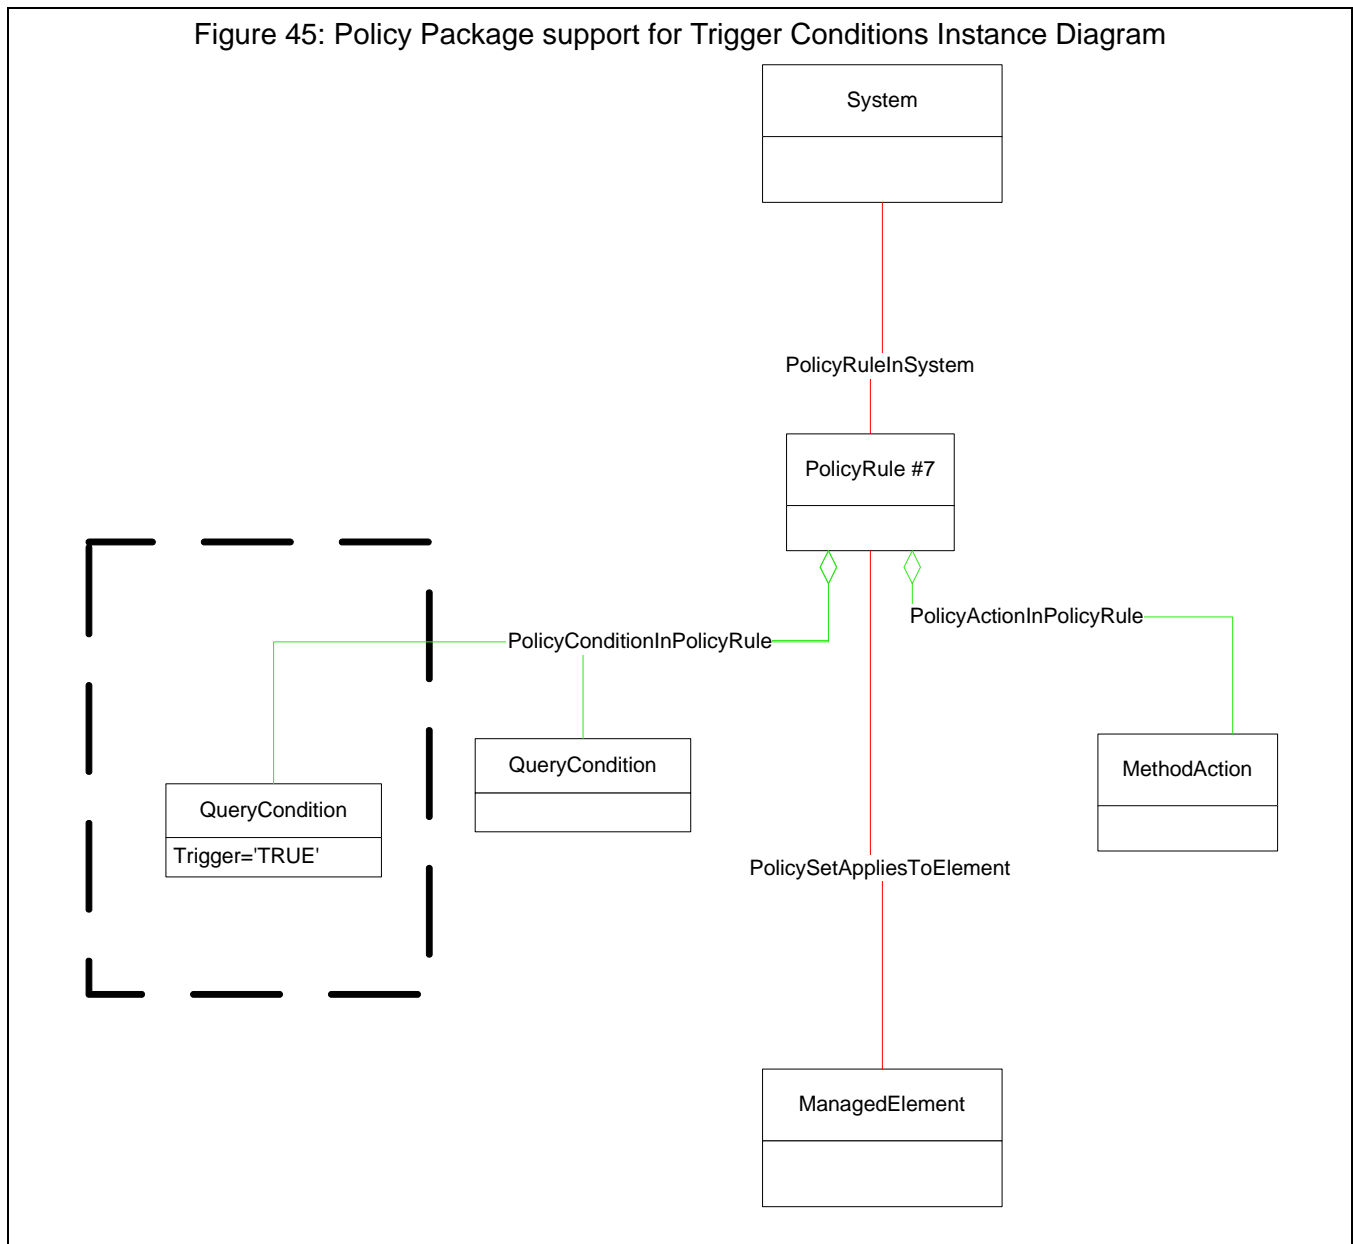 Figure 45: Policy Package support for Trigger Conditions Instance Diagram
System
PolicyRuleInSystem
PolicyRule #7
PolicyActionInPolicyRule
PolicyConditionInPolicyRule
QueryCondition
MethodAction
QueryCondition
Trigger='TRUE'
PolicySetAppliesToElement
ManagedElement